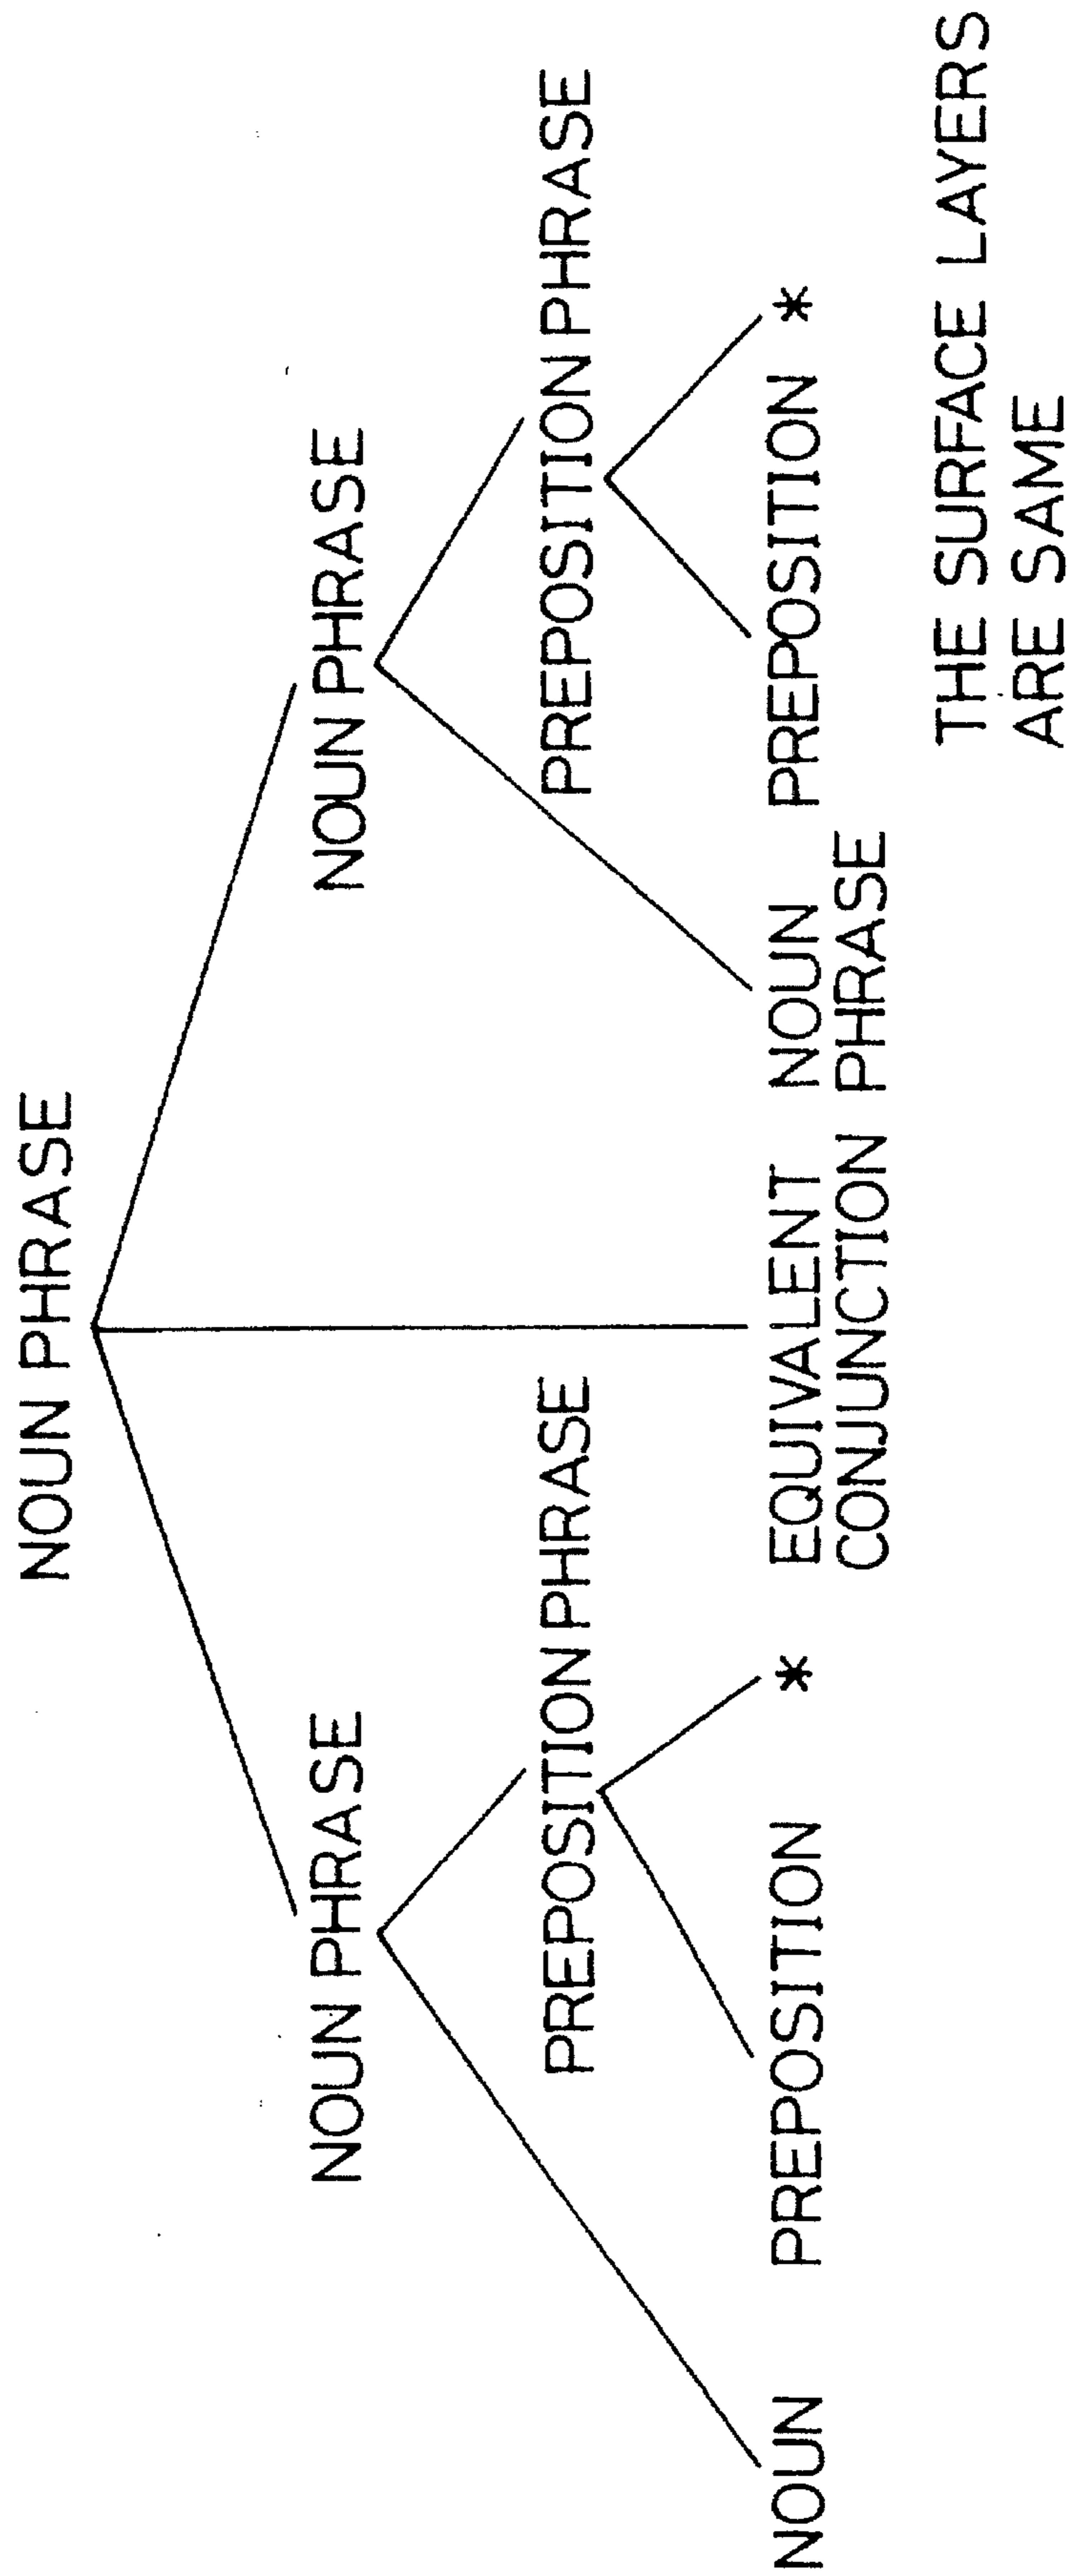 NOUN PHRASE
NOUN PHRASE NOUN PHRASE
PREPOSITION PHRASE PREPOSITION PHRASE
NOUN PREPOSITION * EQUIVALENT NOUN PREPOSITION *
CONJUNCTION PHRASE
PHRASE
THE SURFACE LAYERS
ARE SAME